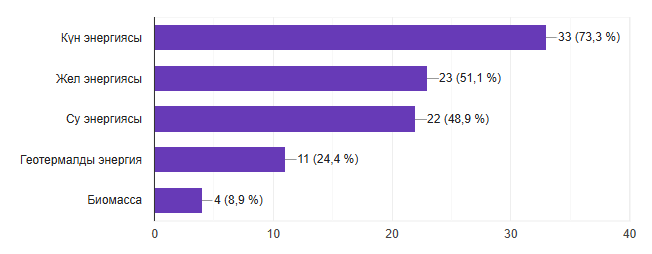 Күн энергиясы 33 (73,3 %)
Жел энергиясы 23 (51,1 %)
Су энергиясы 22 (48,9 %)
Геотермалды энергия 11 (24,4 %)
Биомасса 4 (8,9 %)
0 10 20 30 40